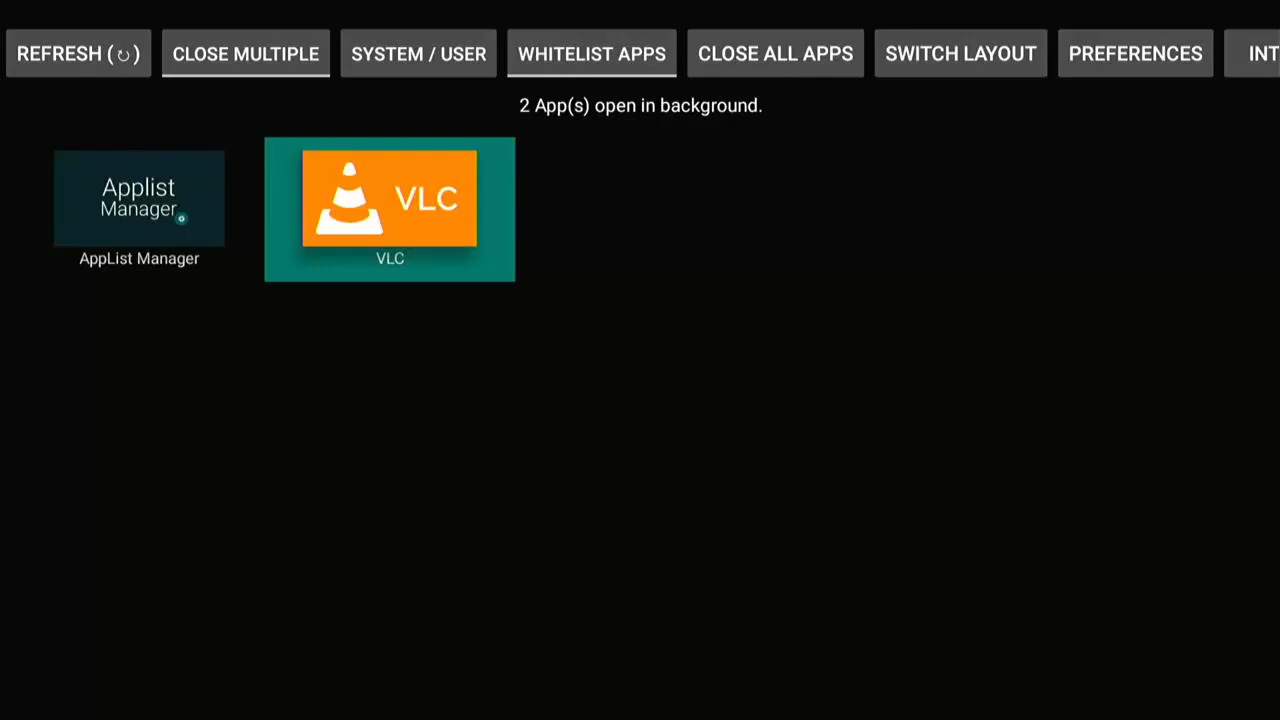 REFRESH (↻) CLOSE MULTIPLE SYSTEM / USER WHITELIST APPS CLOSE ALL APPS SWITCH LAYOUT PREFERENCES INT
2 App(s) open in background.
Applist
Manager
VLC
AppList Manager
VLC